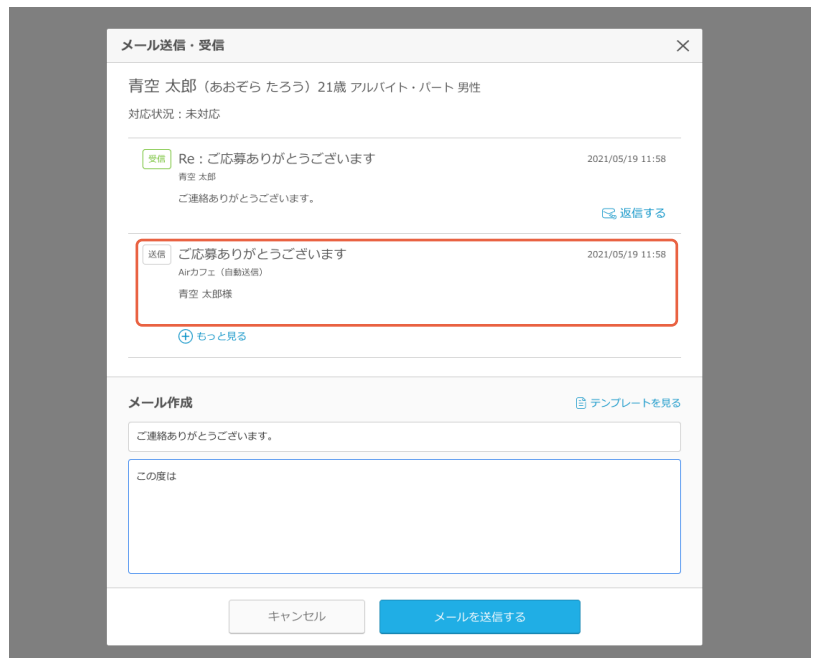 メール送信・受信
青空 太郎（あおぞら たろう）21歳 アルバイト・パート 男性
対応状況：未対応
受信 Re：ご応募ありがとうございます 2021/05/19 11:58
青空 太郎
ご連絡ありがとうございます。
返信する
送信 ご応募ありがとうございます 2021/05/19 11:58
Airカフェ（自動送信）
青空 太郎様
もっと見る
メール作成 テンプレートを見る
ご連絡ありがとうございます。
この度は
キャンセル メールを送信する